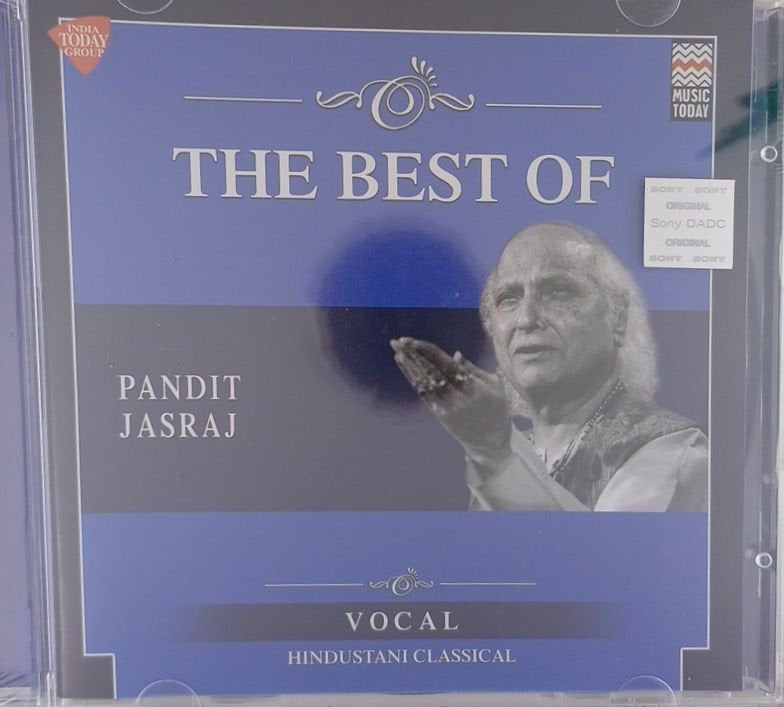 INDIA
TODAY
GROUP
MUSIC
TODAY
THE BEST OF
SONY SONY
ORIGINAL
Sony DADC
ORIGINAL
SONY SONY
PANDIT
JASRAJ
VOCAL
HINDUSTANI CLASSICAL